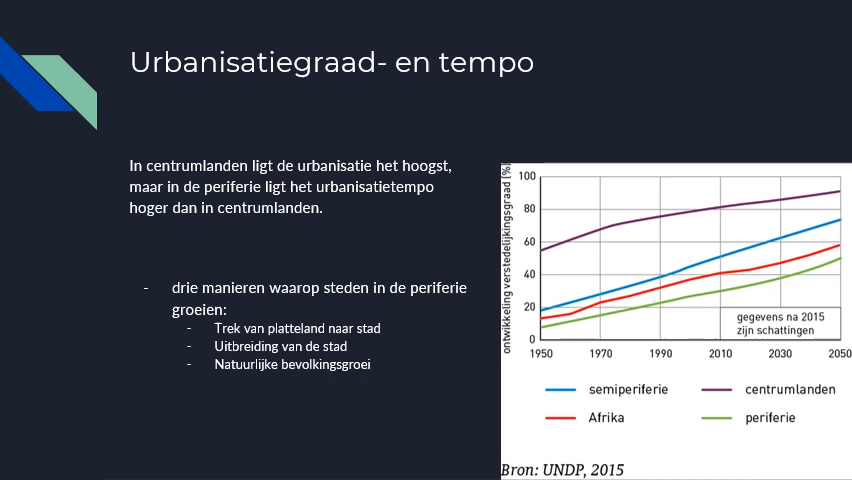 Urbanisatiegraad- en tempo
In centrumlanden ligt de urbanisatie het hoogst,
maar in de periferie ligt het urbanisatietempo
hoger dan in centrumlanden.
- drie manieren waarop steden in de periferie
groeien:
- Trek van platteland naar stad
- Uitbreiding van de stad
- Natuurlijke bevolkingsgroei
ontwikkeling verstedelijkingsgraad (%)
100
80
60
40
20
0
gegevens na 2015
zijn schattingen
1950 1970 1990 2010 2030 2050
semiperiferie centrumlanden
Afrika periferie
Bron: UNDP, 2015